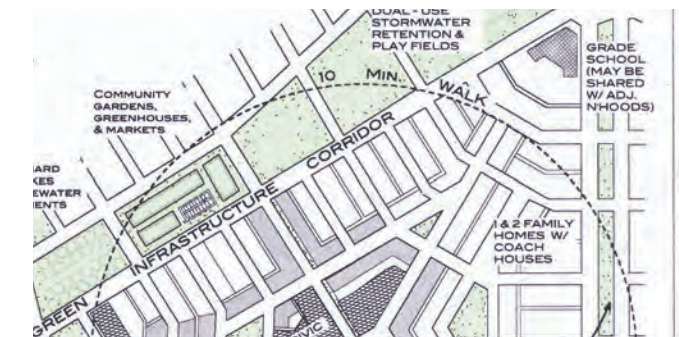 DUAL - USE
STORMWATER
RETENTION &
PLAY FIELDS
GRADE
SCHOOL
(MAY BE
SHARED
W/ ADJ.
N'HOODS)
10 MIN. WALK
COMMUNITY
GARDENS,
GREENHOUSES,
& MARKETS
GREEN INFRASTRUCTURE CORRIDOR
1 & 2 FAMILY
HOMES W/
COACH
HOUSES